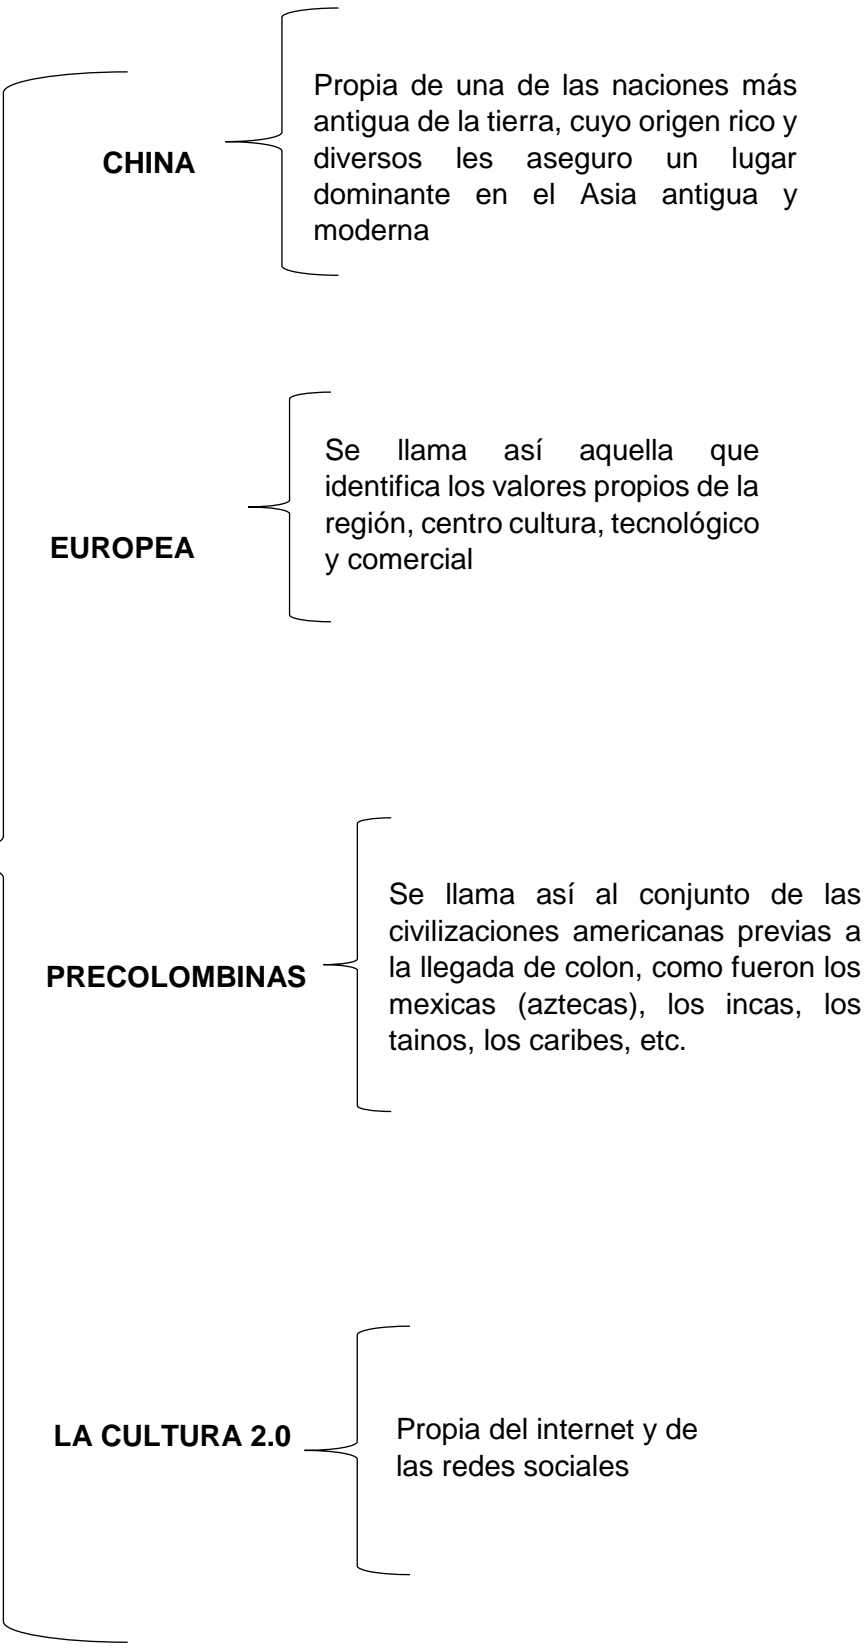 CHINA
Propia de una de las naciones más
antigua de la tierra, cuyo origen rico y
diversos les aseguro un lugar
dominante en el Asia antigua y
moderna
EUROPEA
Se llama así aquella que
identifica los valores propios de la
región, centro cultura, tecnológico
y comercial
PRECOLOMBINAS
Se llama así al conjunto de las
civilizaciones americanas previas a
la llegada de colon, como fueron los
mexicas (aztecas), los incas, los
tainos, los caribes, etc.
LA CULTURA 2.0
Propia del internet y de
las redes sociales